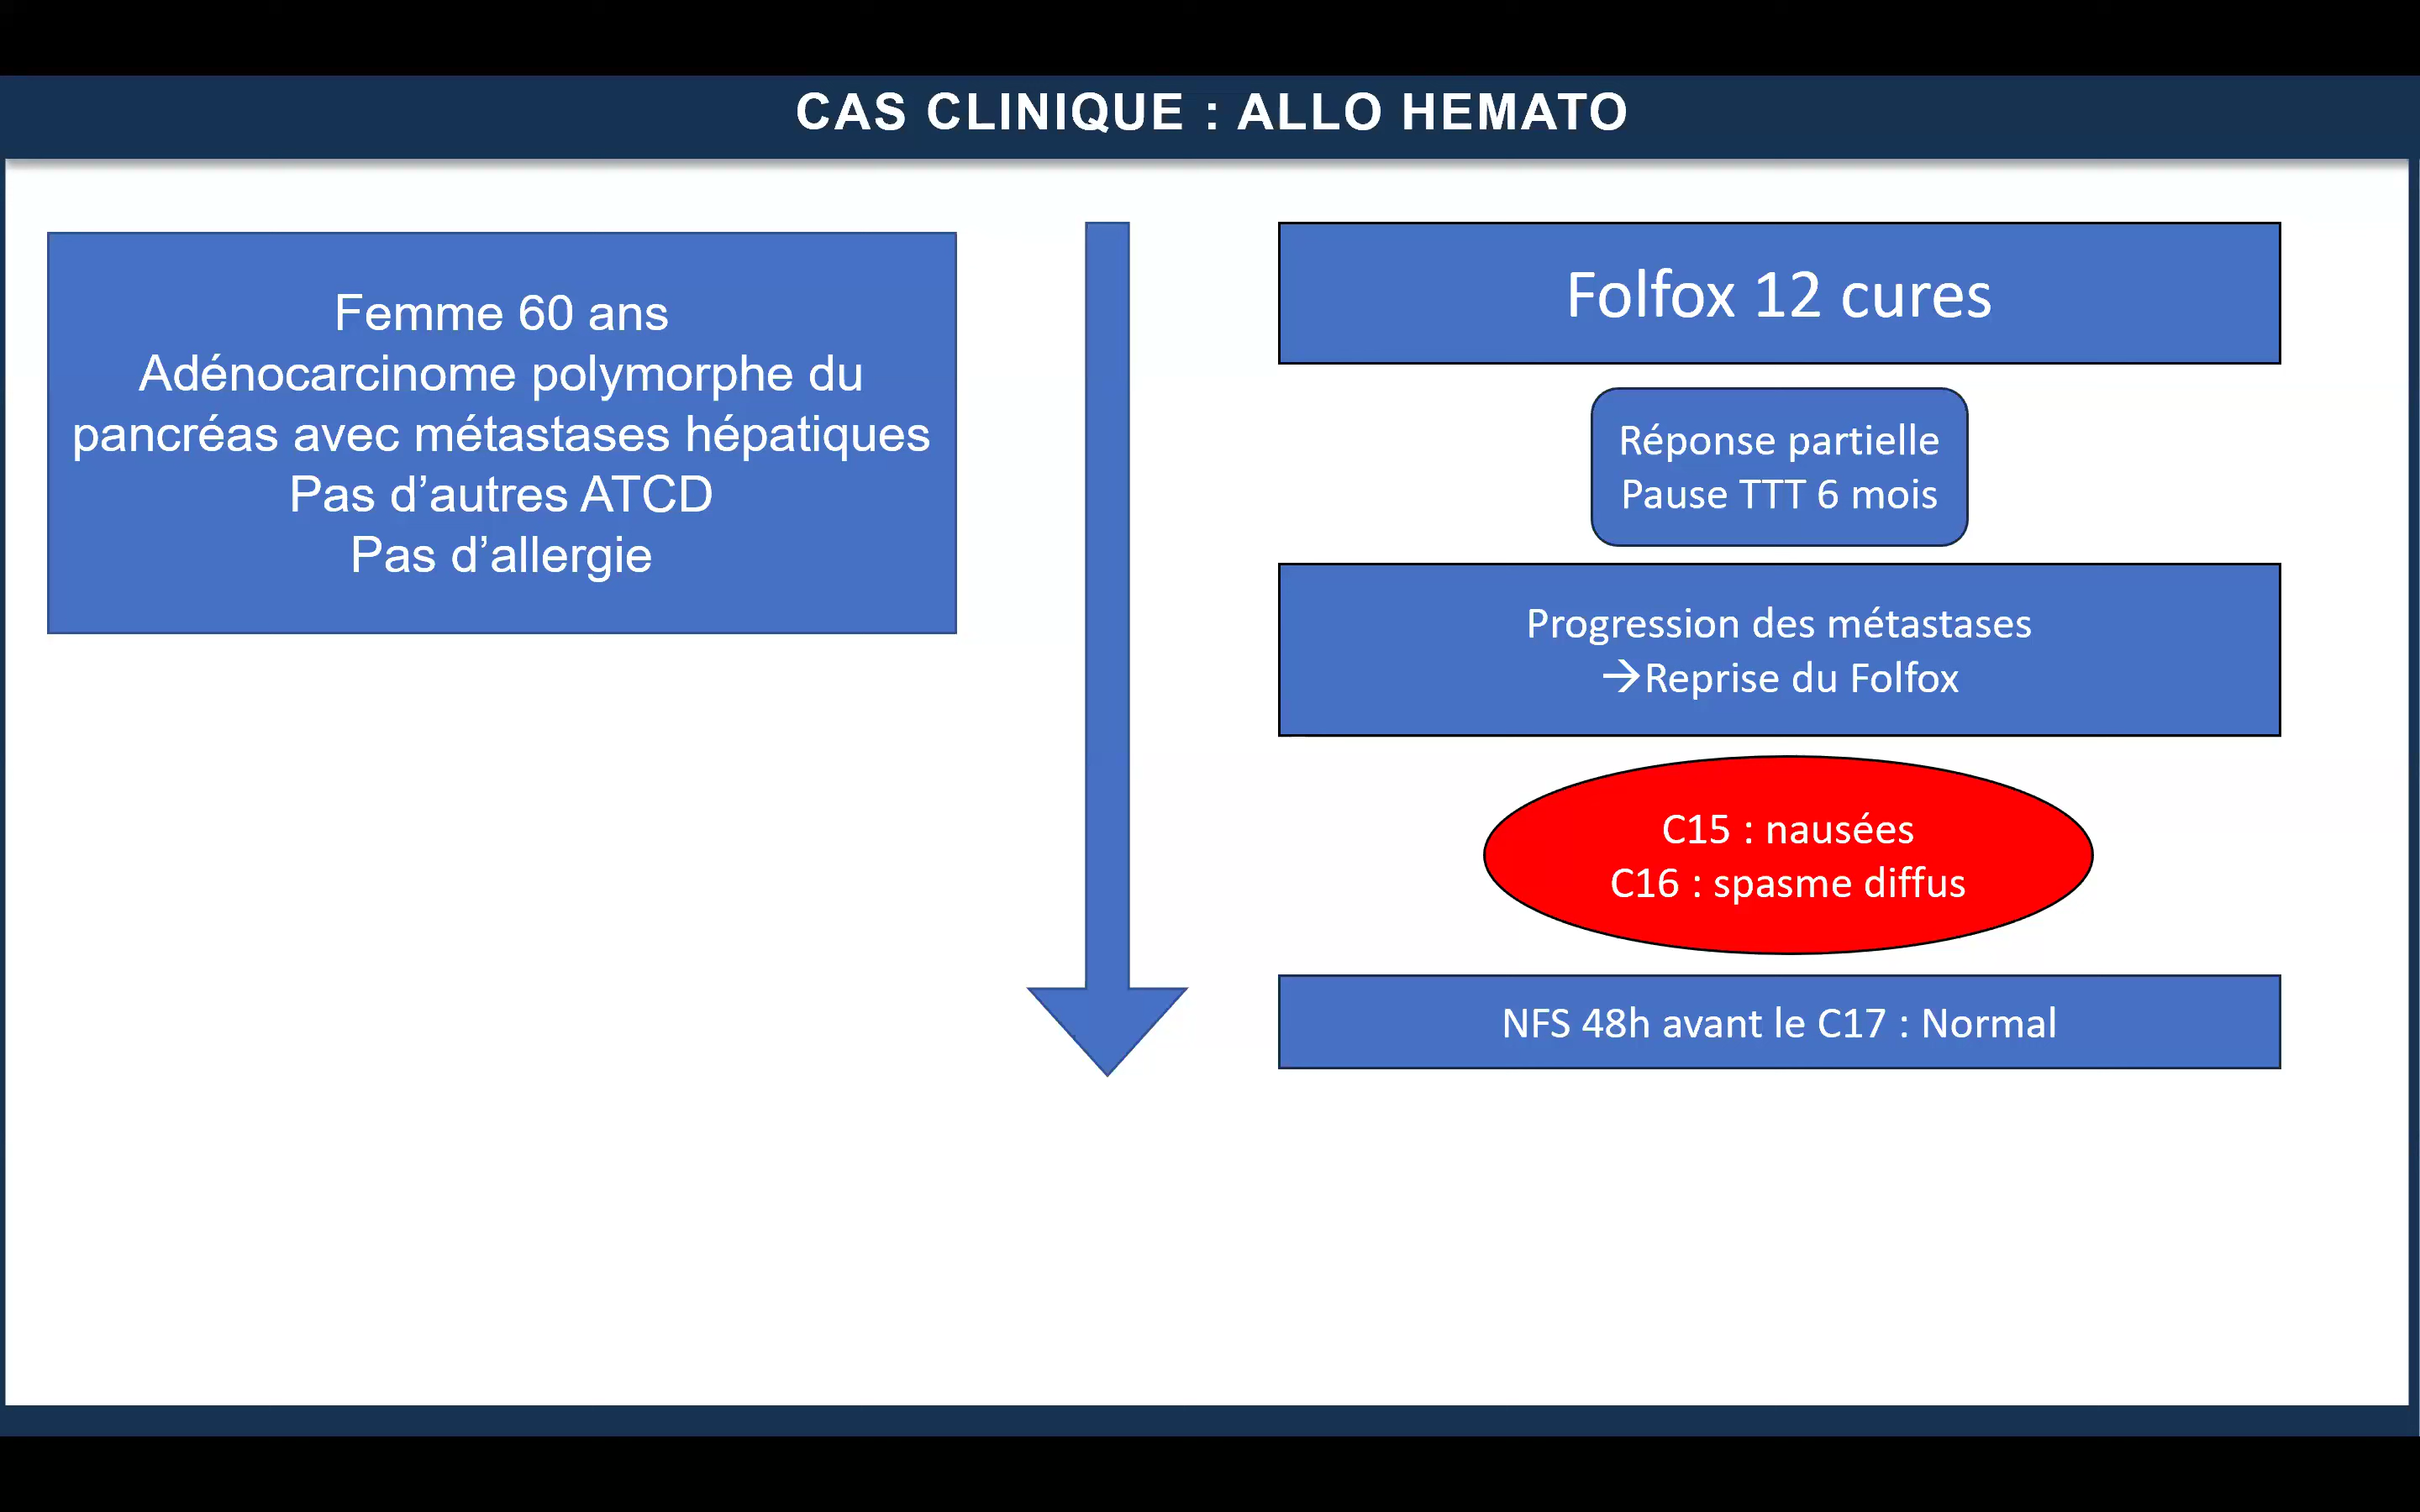 CAS CLINIQUE : ALLO HEMATO
Femme 60 ans
Adénocarcinome polymorphe du
pancréas avec métastases hépatiques
Pas d’autres ATCD
Pas d’allergie
Folfox 12 cures
Réponse partielle
Pause TTT 6 mois
Progression des métastases
→Reprise du Folfox
C15 : nausées
C16 : spasme diffus
NFS 48h avant le C17 : Normal